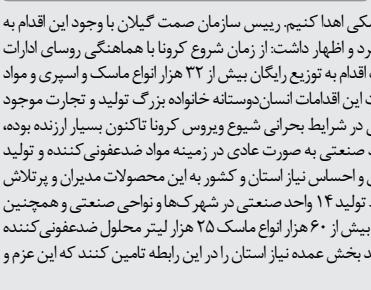 سکی اهدا کنیم. رییس سازمان صمت گیلان با وجود این اقدام به
رد و اظهار داشت: از زمان شروع کرونا با هماهنگی روسای ادارات
، اقدام به توزیع رایگان بیش از ۳۲ هزار انواع ماسک و اسپری و مواد
ت این اقدامات انسان‌دوستانه خانواده بزرگ تولید و تجارت موجود
ی در شرایط بحرانی شیوع ویروس کرونا تاکنون بسیار ارزنده بوده،
د صنعتی به صورت عادی در زمینه مواد ضدعفونی‌کننده و تولید
ی و احساس نیاز استان و کشور به این محصولات مدیران و پرتلاش
د تولید ۱۴ واحد صنعتی در شهرک‌ها و نواحی صنعتی و همچنین
بیش از ۶۰ هزار انواع ماسک ۲۵ هزار لیتر محلول ضدعفونی‌کننده
ند بخش عمده نیاز استان را در این رابطه تامین کنند که این عزم و